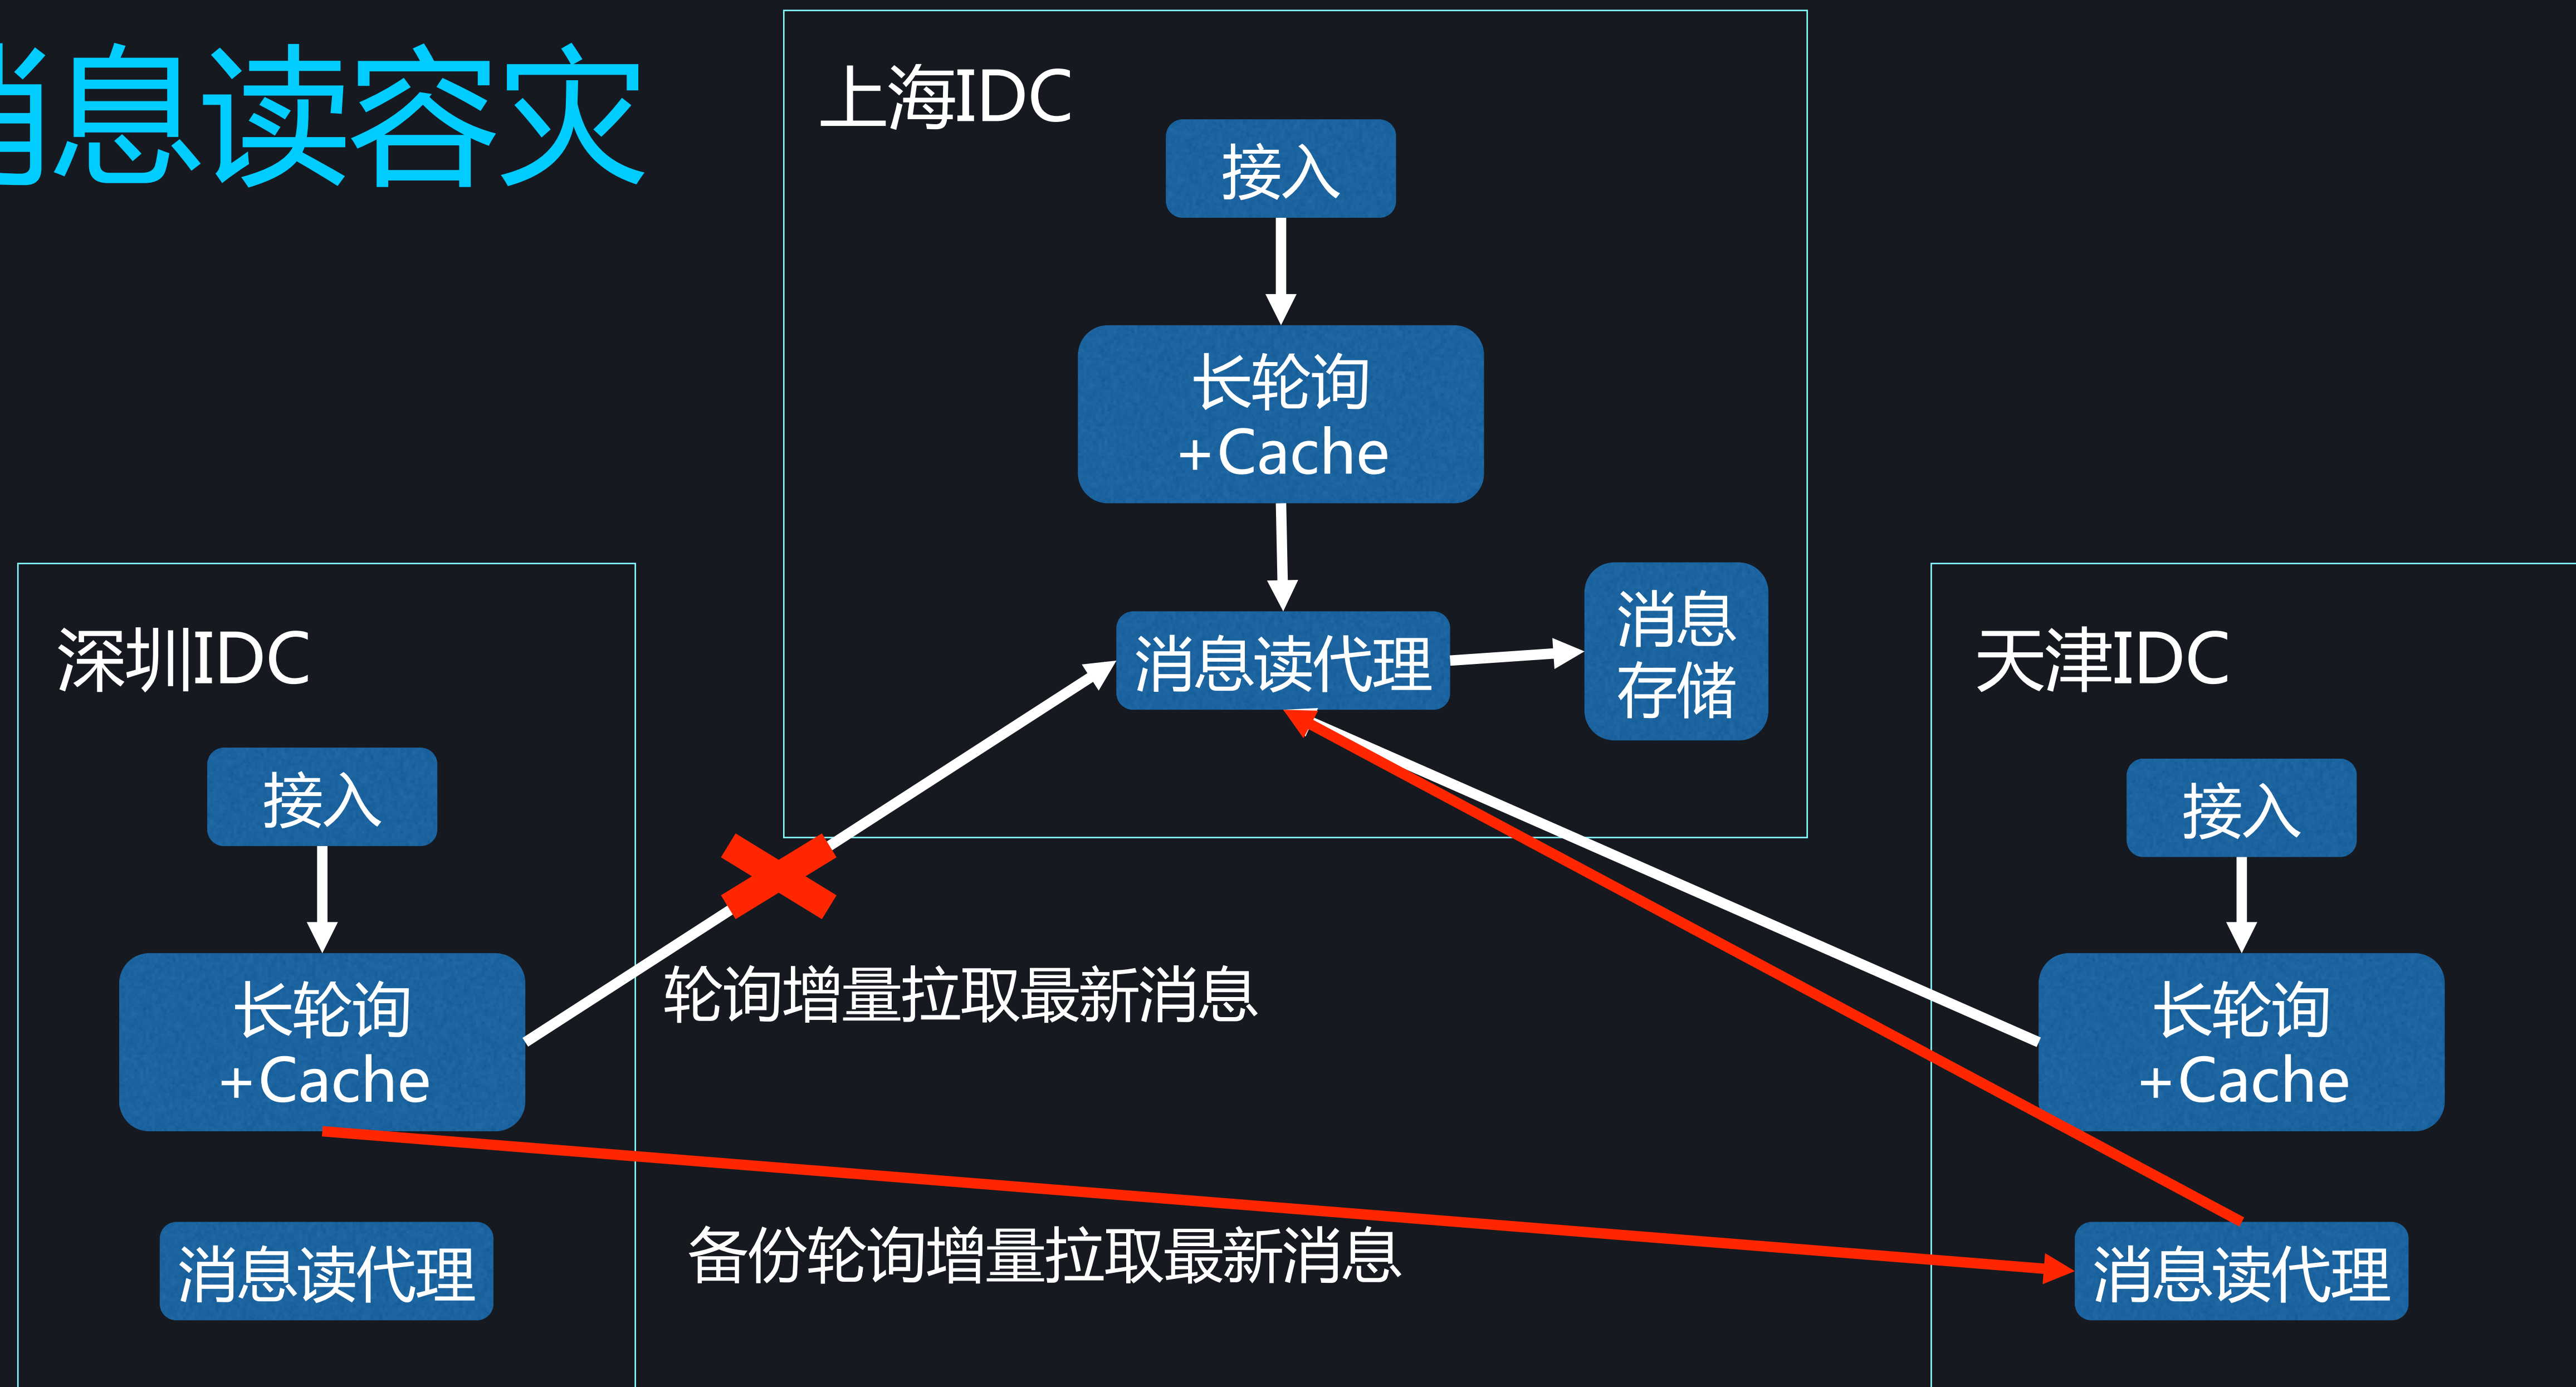 息读容灾
上海IDC
接入
长轮询
+Cache
消息读代理
消息
存储
深圳IDC
接入
长轮询
+Cache
消息读代理
天津IDC
接入
长轮询
+Cache
消息读代理
轮询增量拉取最新消息
备份轮询增量拉取最新消息